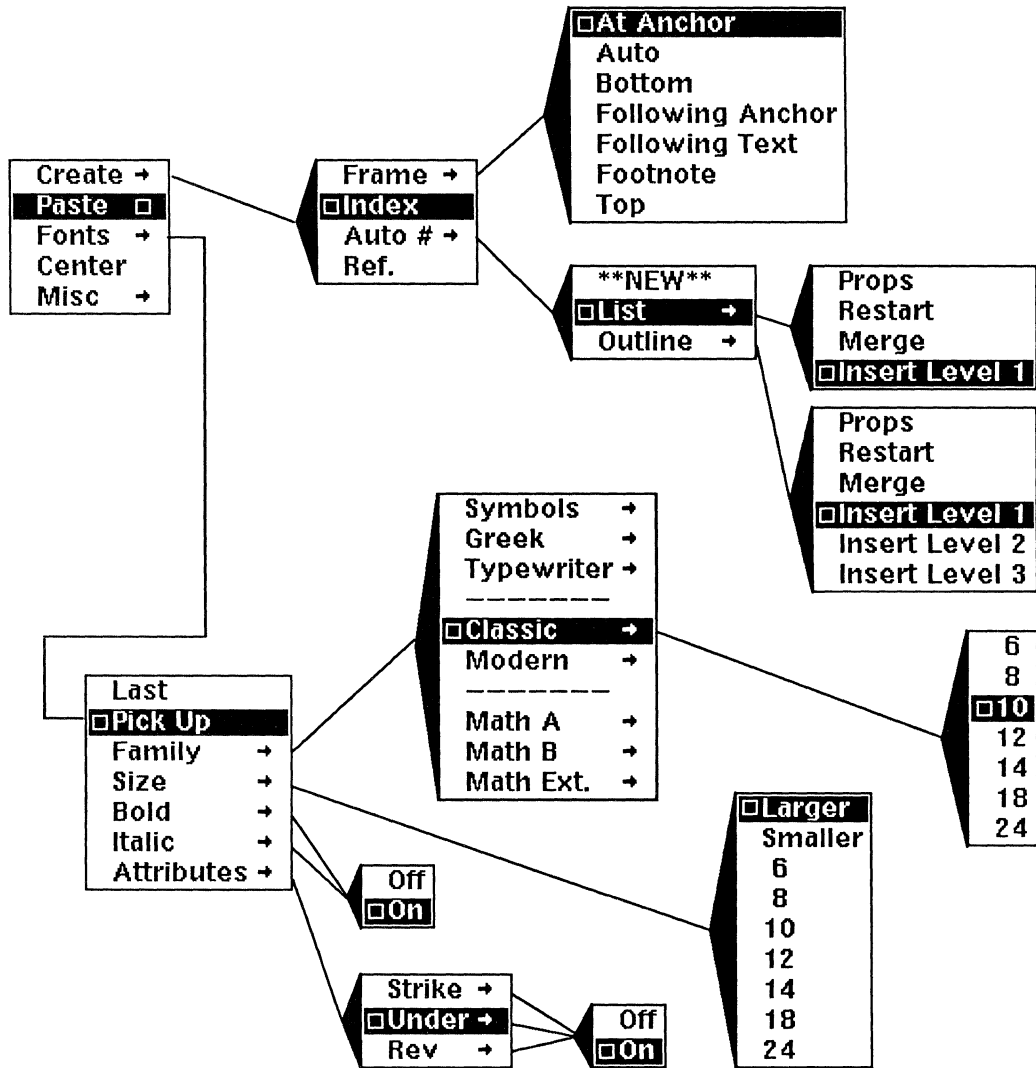 At Anchor
Auto
Bottom
Following Anchor
Following Text
Footnote
Top
Create →
Paste
Fonts →
Center
Misc →
Frame →
Index
Auto # →
Ref.
**NEW**
List →
Outline →
Props
Restart
Merge
Insert Level 1
Props
Restart
Merge
Insert Level 1
Insert Level 2
Insert Level 3
Symbols →
Greek →
Typewriter →
-------
Classic →
Modern →
-------
Math A →
Math B →
Math Ext. →
6
8
10
12
14
18
24
Last
Pick Up
Family →
Size →
Bold →
Italic →
Attributes →
Larger
Smaller
6
8
10
12
14
18
24
Off
On
Strike →
Under →
Rev →
Off
On